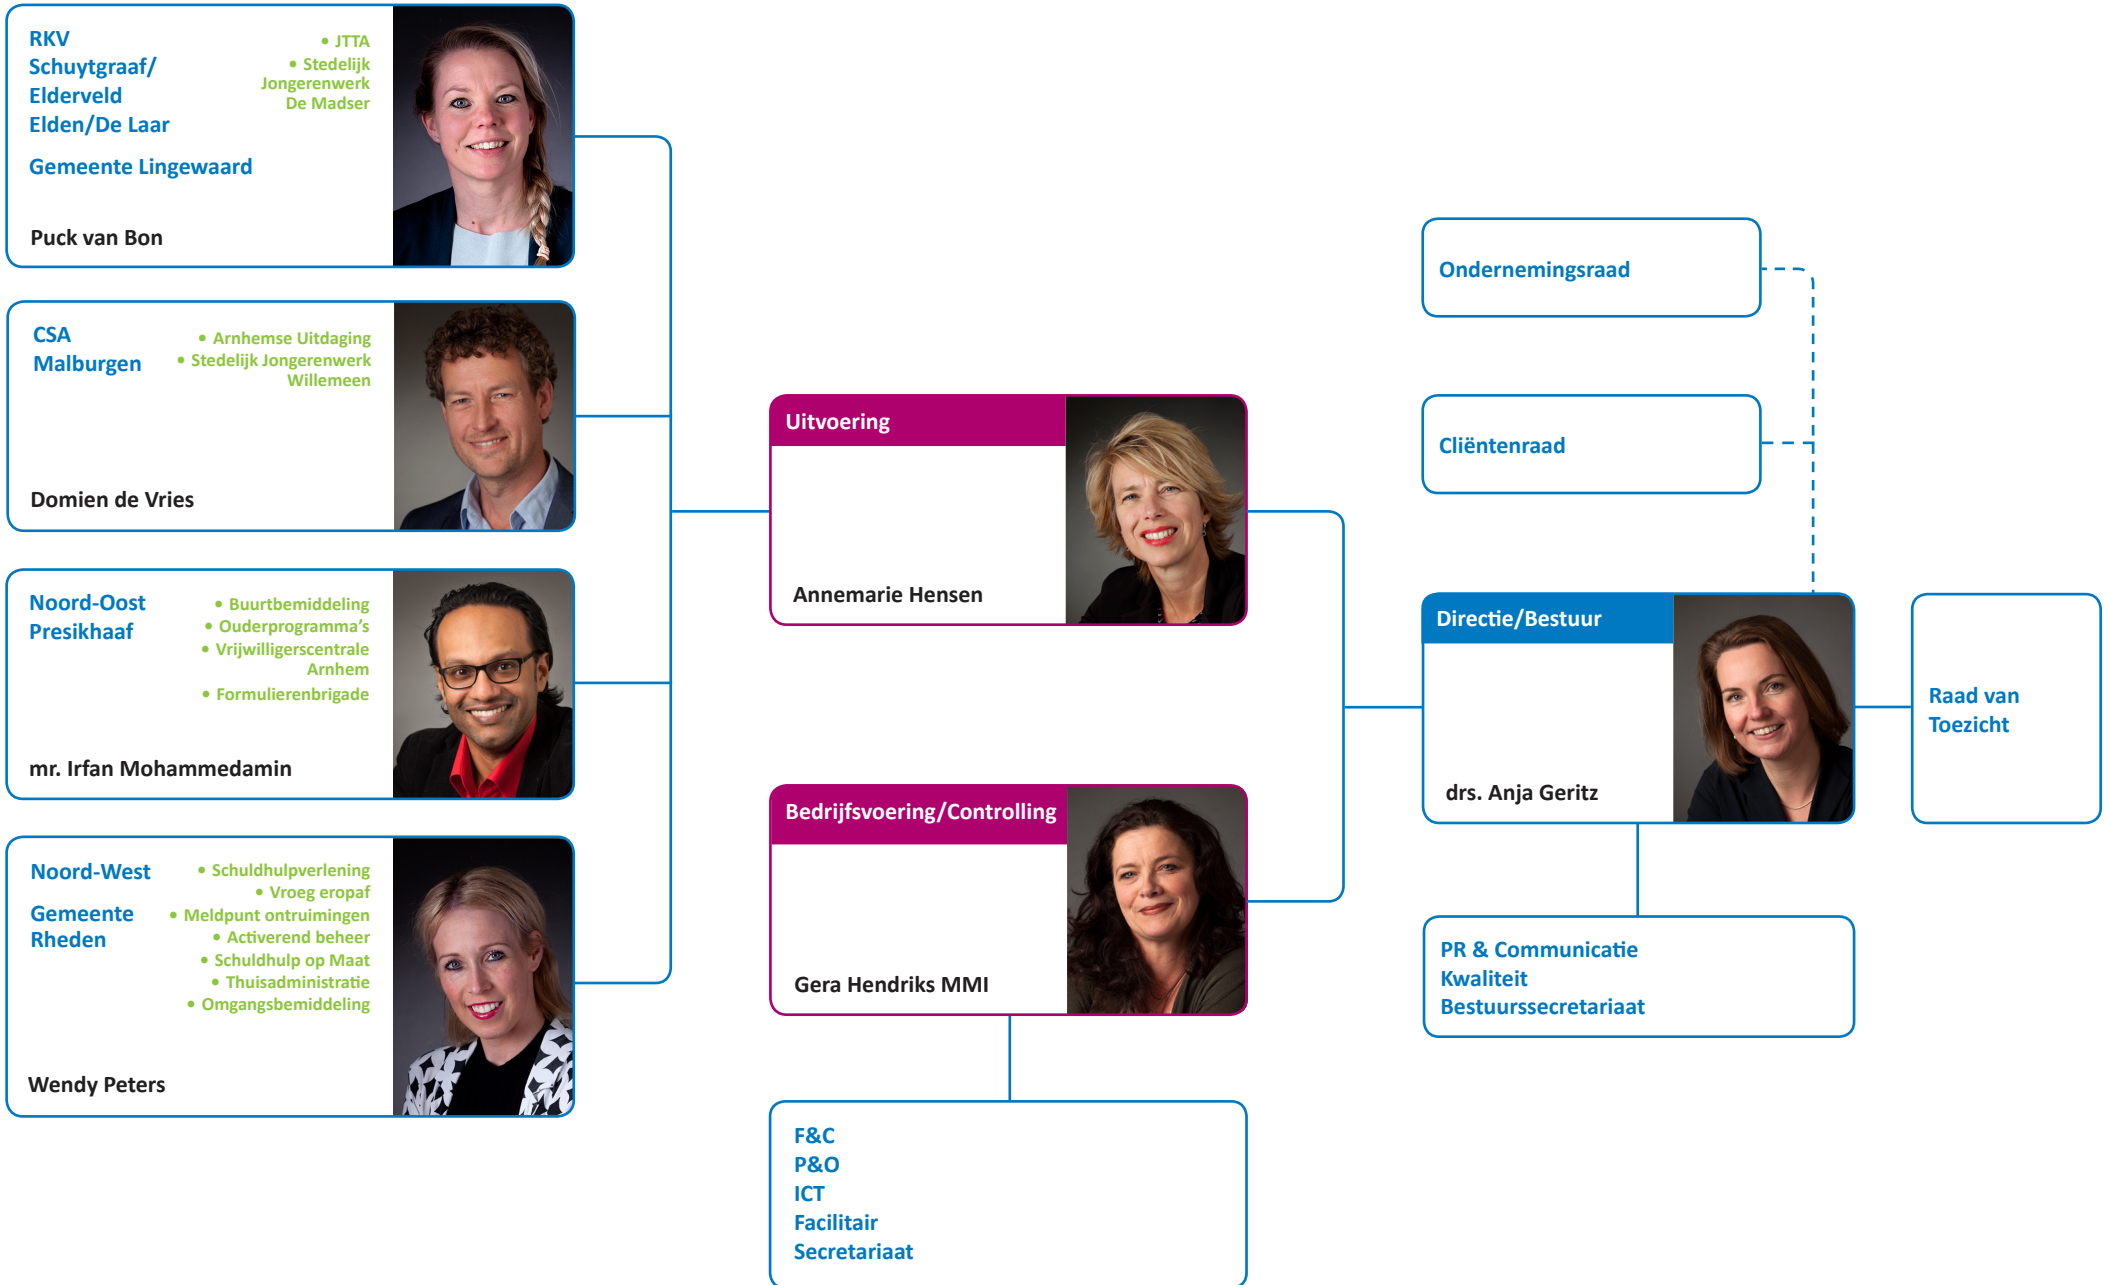 RKV
Schuytgraaf/
Elderveld
Elden/De Laar
Gemeente Lingewaard
• JTTA
• Stedelijk
Jongerenwerk
De Madser
Puck van Bon
CSA
Malburgen
• Arnhemse Uitdaging
• Stedelijk Jongerenwerk
Willemeen
Domien de Vries
Noord-Oost
Presikhaaf
• Buurtbemiddeling
• Ouderprogramma's
• Vrijwilligerscentrale
Arnhem
• Formulierenbrigade
mr. Irfan Mohammedamin
Noord-West
Gemeente
Rheden
• Schuldhulpverlening
• Vroeg eropaf
• Meldpunt ontruimingen
• Activerend beheer
• Schuldhulp op Maat
• Thuisadministratie
• Omgangsbemiddeling
Wendy Peters
Uitvoering
Annemarie Hensen
Bedrijfsvoering/Controlling
Gera Hendriks MMI
F&C
P&O
ICT
Facilitair
Secretariaat
Ondernemingsraad
Cliëntenraad
Directie/Bestuur
drs. Anja Geritz
PR & Communicatie
Kwaliteit
Bestuurssecretariaat
Raad van
Toezicht